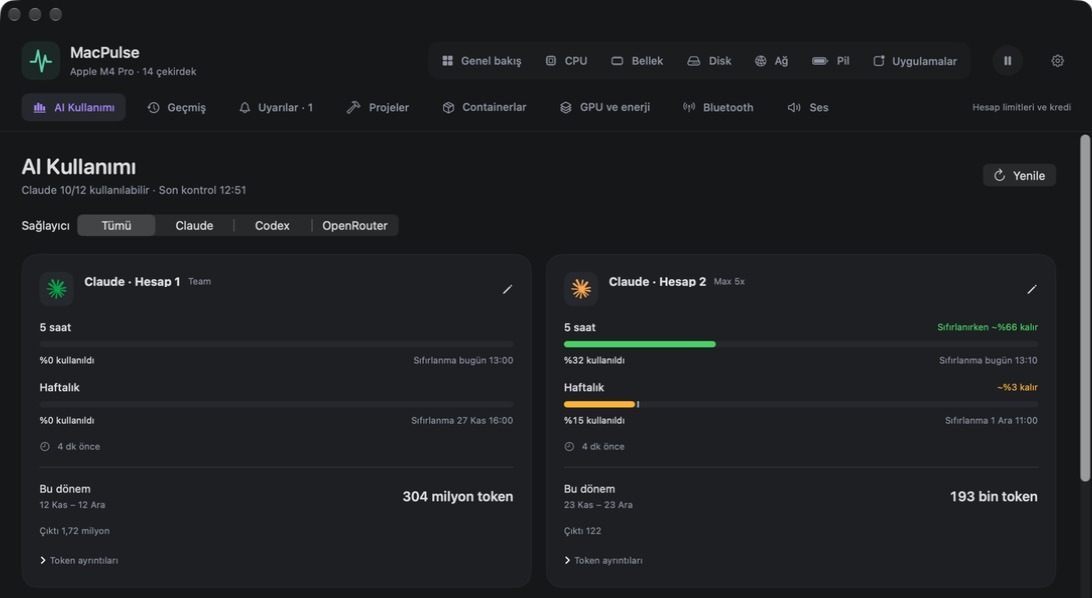 MacPulse
Apple M4 Pro · 14 çekirdek
Genel bakış
CPU
Bellek
Disk
Ağ
Pil
Uygulamalar
AI Kullanımı
Geçmiş
Uyarılar · 1
Projeler
Containerlar
GPU ve enerji
Bluetooth
Ses
Hesap limitleri ve kredi
AI Kullanımı
Claude 10/12 kullanılabilir · Son kontrol 12:51
Yenile
Sağlayıcı
Tümü
Claude
Codex
OpenRouter
Claude · Hesap 1 Team
5 saat
%0 kullanıldı
Sıfırlanma bugün 13:00
Haftalık
%0 kullanıldı
Sıfırlanma 27 Kas 16:00
4 dk önce
Bu dönem
12 Kas – 12 Ara
304 milyon token
Çıktı 1,72 milyon
Token ayrıntıları
Claude · Hesap 2 Max 5x
5 saat
Sıfırlanırken ~%66 kalır
%32 kullanıldı
Sıfırlanma bugün 13:10
Haftalık
~%3 kalır
%15 kullanıldı
Sıfırlanma 1 Ara 11:00
4 dk önce
Bu dönem
23 Kas – 23 Ara
193 bin token
Çıktı 122
Token ayrıntıları